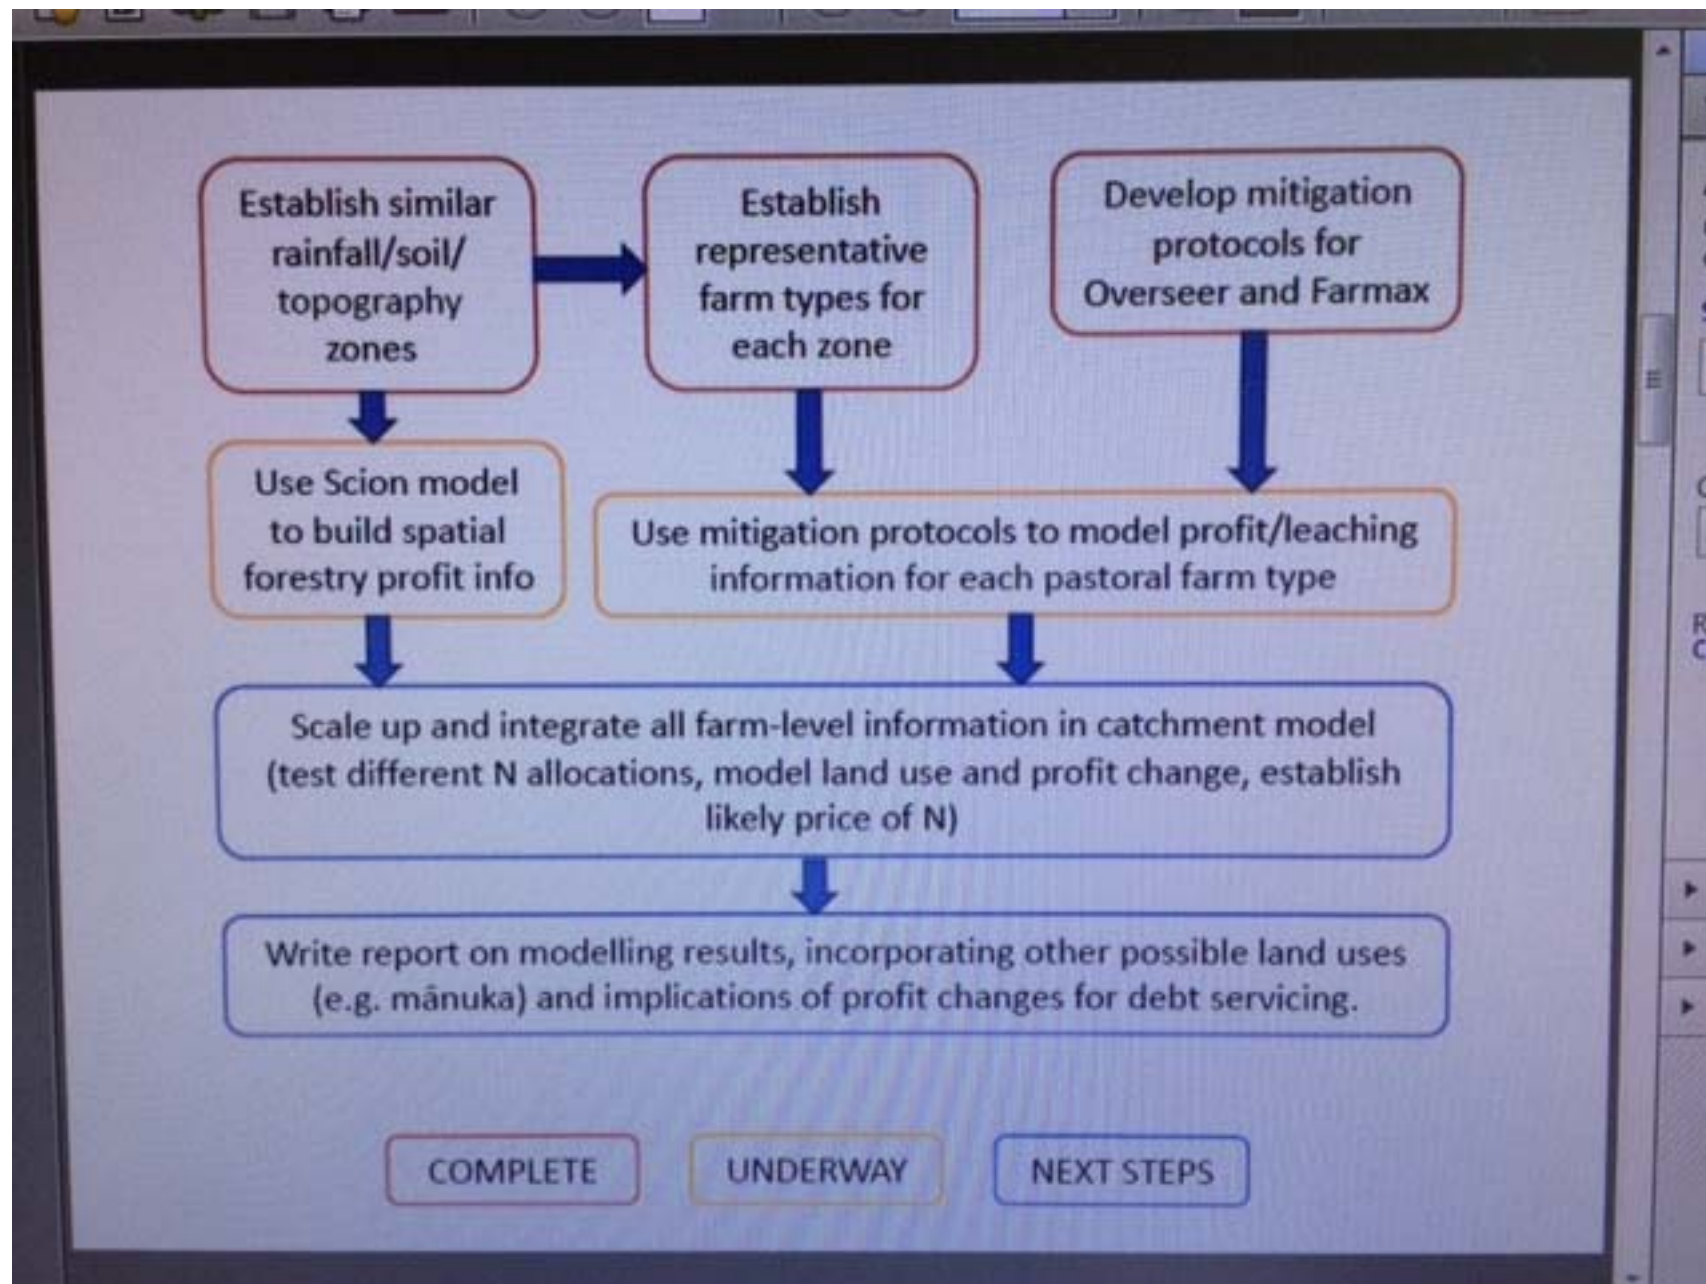 Establish similar
rainfall/soil/
topography
zones
Establish
representative
farm types for
each zone
Develop mitigation
protocols for
Overseer and Farmax
Use Scion model
to build spatial
forestry profit info
Use mitigation protocols to model profit/leaching
information for each pastoral farm type
Scale up and integrate all farm-level information in catchment model
(test different N allocations, model land use and profit change, establish
likely price of N)
Write report on modelling results, incorporating other possible land uses
(e.g. mānuka) and implications of profit changes for debt servicing.
COMPLETE
UNDERWAY
NEXT STEPS